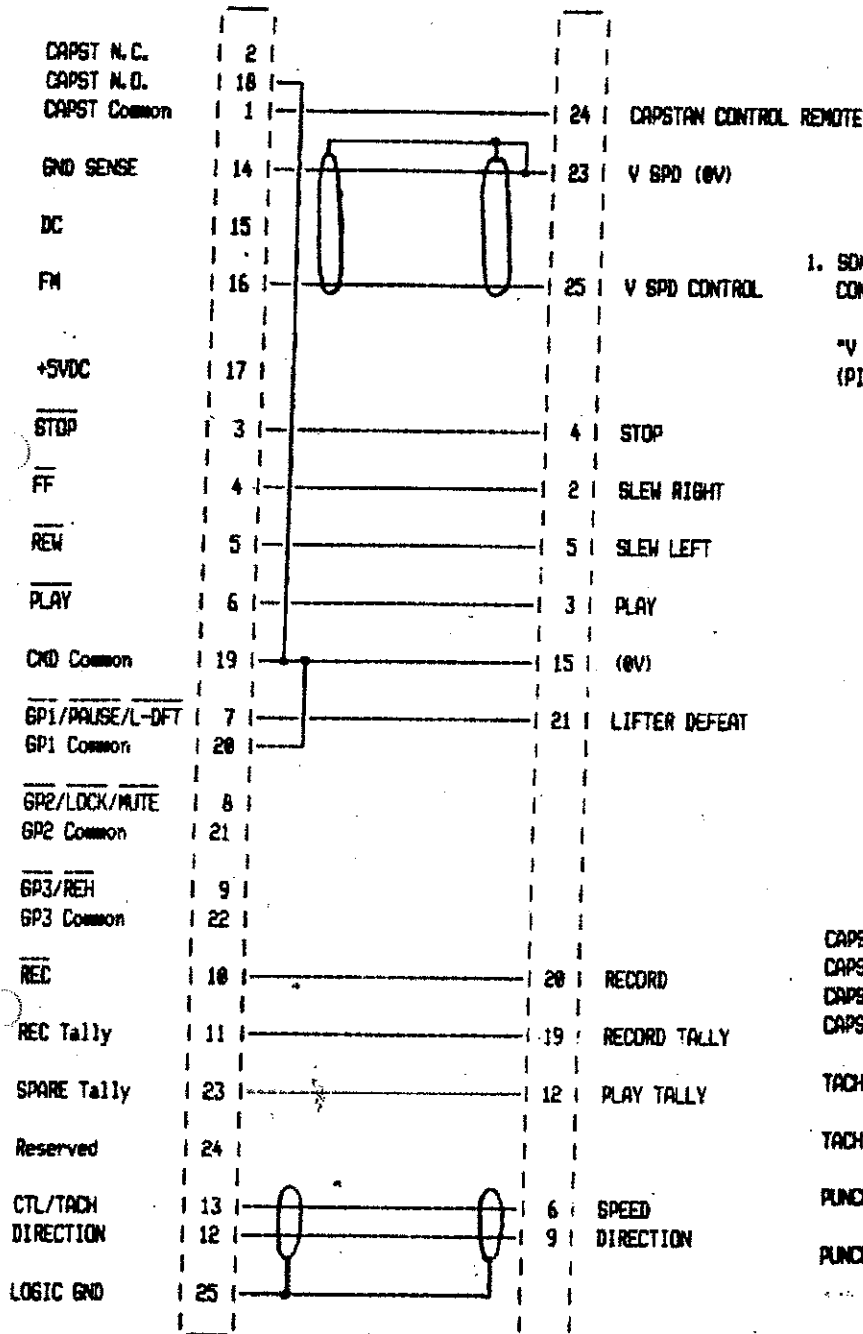 CAPST N.C. 2
CAPST N.O. 18
CAPST Common 1 24 CAPSTAN CONTROL REMOTE
GND SENSE 14 23 V SPD (0V)
DC 15
FM 16 25 V SPD CONTROL
1. SO
CON
"V
(PI
+5VDC 17
STOP 3 4 STOP
FF 4 2 SLEW RIGHT
REW 5 5 SLEW LEFT
PLAY 6 3 PLAY
CMD Common 19 15 (0V)
GP1/PAUSE/L-DFT 7 21 LIFTER DEFEAT
GP1 Common 20
GP2/LOCK/MUTE 8
GP2 Common 21
GP3/REH 9
GP3 Common 22
REC 10 20 RECORD
REC Tally 11 19 RECORD TALLY
SPARE Tally 23 12 PLAY TALLY
Reserved 24
CTL/TACH 13 6 SPEED
DIRECTION 12 9 DIRECTION
LOGIC GND 25
CAPS
CAPS
CAPS
CAPS
TACH
TACH
PUNC
PUNC